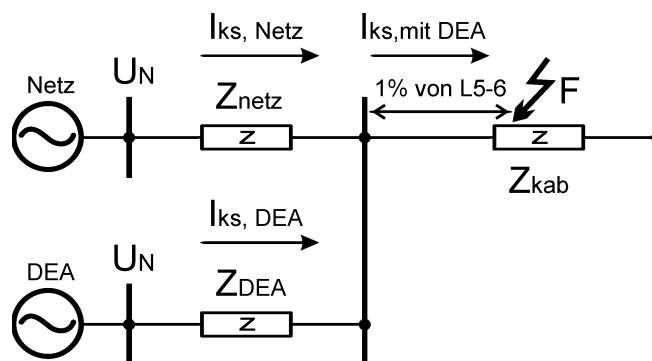 Iks, Netz
Iks,mit DEA
Netz
UN
Znetz
1% von L5-6
F
Z
Z
Zkab
Iks, DEA
DEA
UN
ZDEA
Z